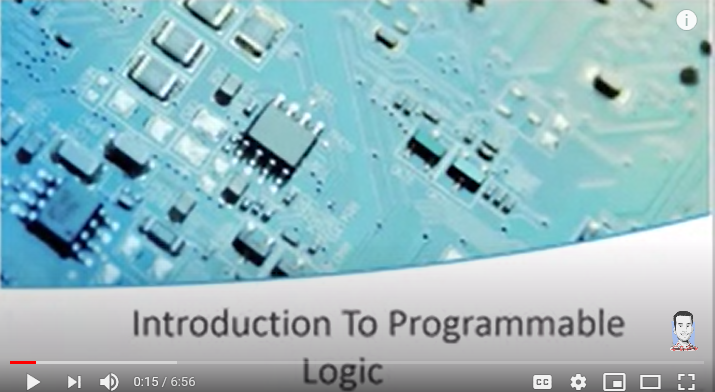 Introduction To Programmable
Logic
0:15 / 6:56
CC